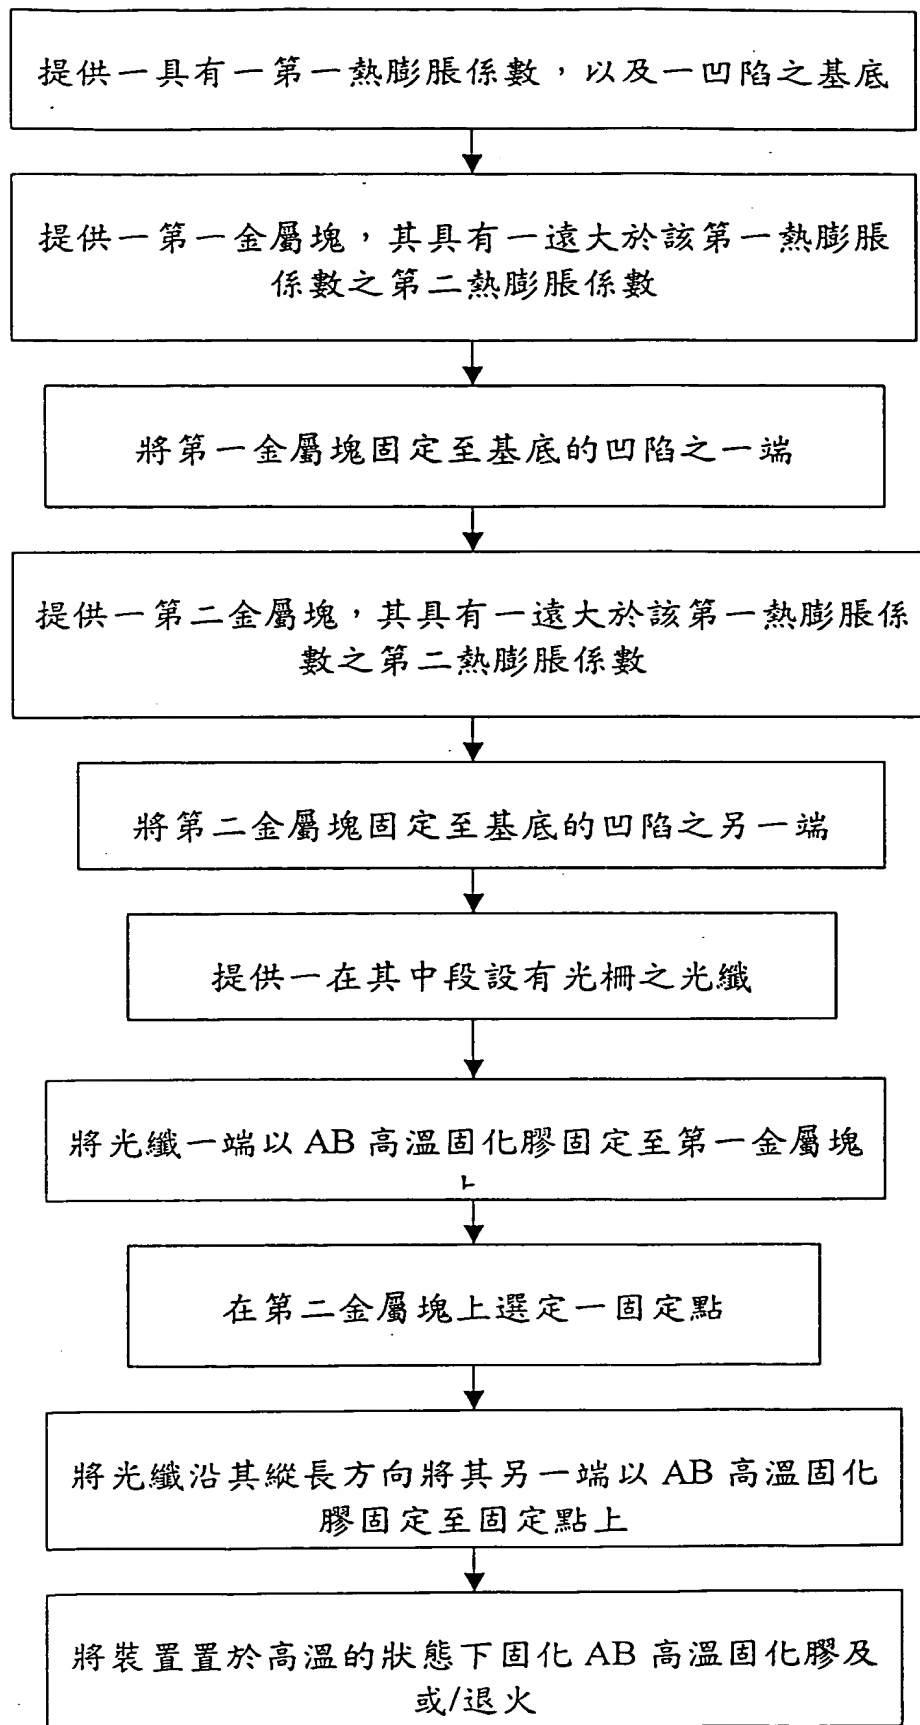 提供一具有一第一熱膨脹係數，以及一凹陷之基底
提供一第一金屬塊，其具有一遠大於該第一熱膨脹
係數之第二熱膨脹係數
將第一金屬塊固定至基底的凹陷之一端
提供一第二金屬塊，其具有一遠大於該第一熱膨脹係
數之第二熱膨脹係數
將第二金屬塊固定至基底的凹陷之另一端
提供一在其中段設有光柵之光纖
將光纖一端以 AB 高溫固化膠固定至第一金屬塊
在第二金屬塊上選定一固定點
將光纖沿其縱長方向將其另一端以 AB 高溫固化
膠固定至固定點上
將裝置置於高溫的狀態下固化 AB 高溫固化膠及
或/退火